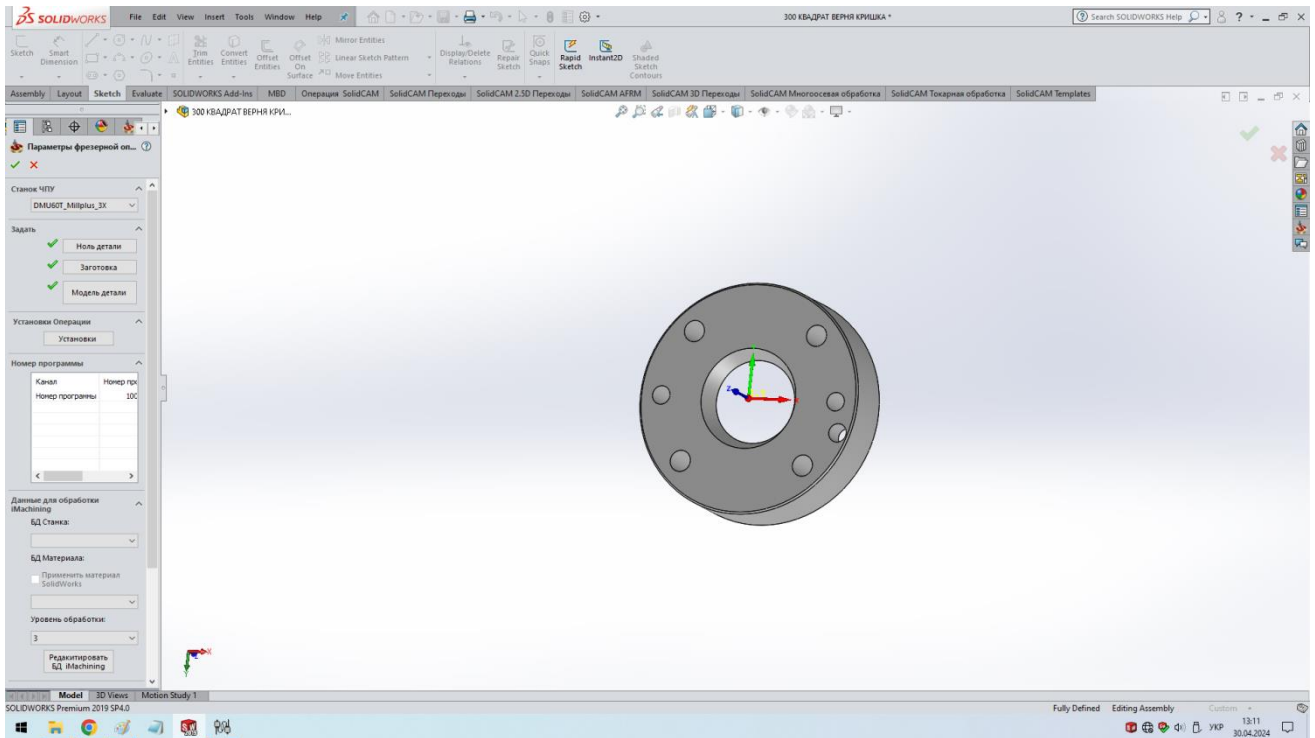 SOLIDWORKS File Edit View Insert Tools Window Help 300 КВАДРАТ ВЕРНЯ КРИШКА * Search SOLIDWORKS Help
Sketch
Smart Dimension
Trim Entities
Convert Entities
Offset Entities
Offset On Surface
Mirror Entities
Linear Sketch Pattern
Move Entities
Display/Delete Relations
Repair Sketch
Quick Snaps
Rapid Sketch
Instant2D
Shaded Sketch Contours
Assembly Layout Sketch Evaluate SOLIDWORKS Add-Ins MBD Операция SolidCAM SolidCAM Переходы SolidCAM 2.5D Переходы SolidCAM AFRM SolidCAM 3D Переходы SolidCAM Многоосевая обработка SolidCAM Токарная обработка SolidCAM Templates
300 КВАДРАТ ВЕРНЯ КРИ...
Параметры фрезерной оп...
Станок ЧПУ
DMU60T_Millplus_3X
Задать
Ноль детали
Заготовка
Модель детали
Установки Операции
Установки
Номер программы
Канал Номер прс
Номер программы 100
Данные для обработки
iMachining
БД Станка:
БД Материала:
Применить материал
SolidWorks
Уровень обработки:
3
Редакитировать
БД iMachining
Model 3D Views Motion Study 1
SOLIDWORKS Premium 2019 SP4.0 Fully Defined Editing Assembly Custom
УКР 13:11
30.04.2024